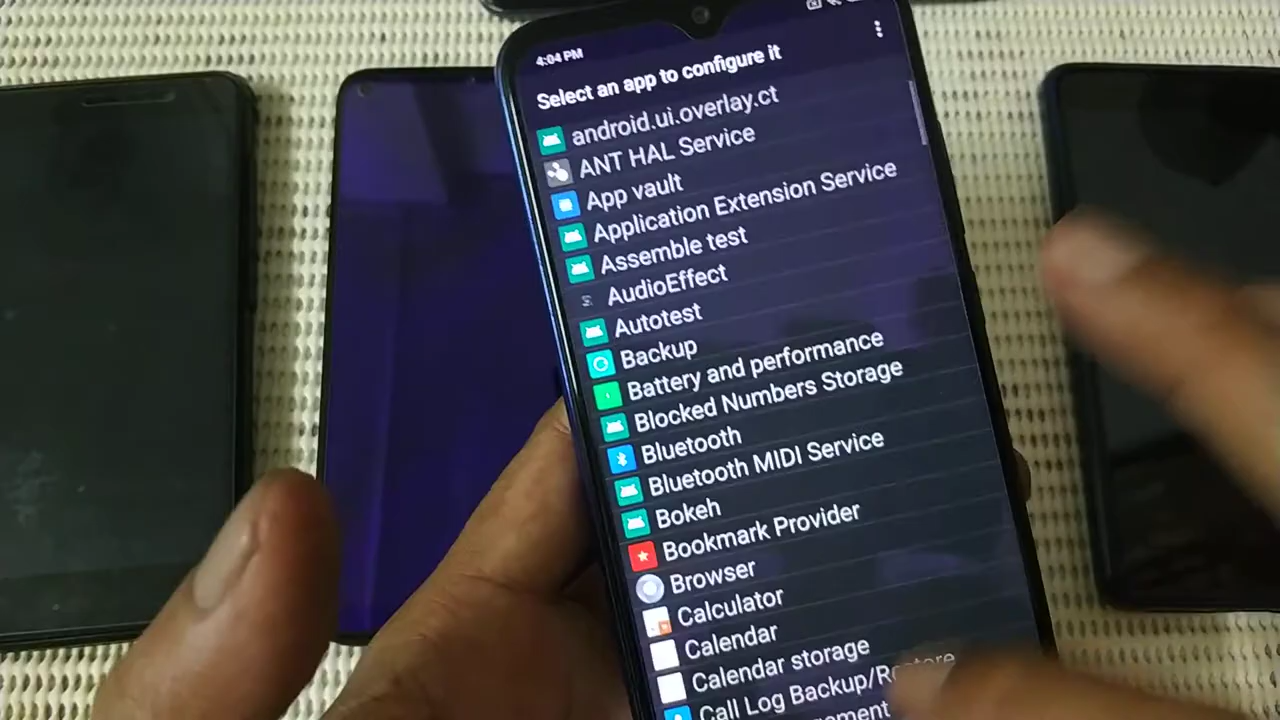 4:04 PM
Select an app to configure it
android.ui.overlay.ct
ANT HAL Service
App vault
Application Extension Service
Assemble test
AudioEffect
Autotest
Backup
Battery and performance
Blocked Numbers Storage
Bluetooth
Bluetooth MIDI Service
Bokeh
Bookmark Provider
Browser
Calculator
Calendar
Calendar storage
Call Log Backup/Restore